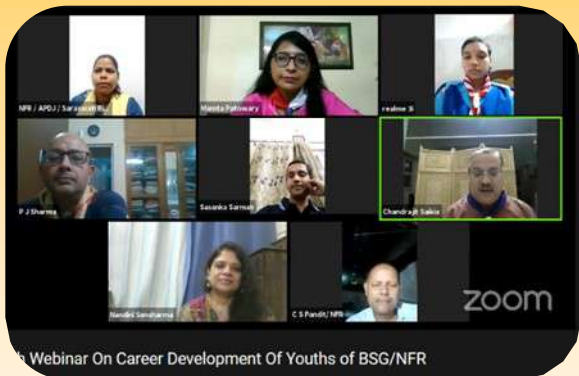 NFR / APDJ / Saraswati
Mamta Patowary
realme 3i
P J Sharma
Sasanka Sarmah
Chandrajit Saikia
Nandini Sensharma
C S Pandit/ NFR
zoom
h Webinar On Career Development Of Youths of BSG/NFR